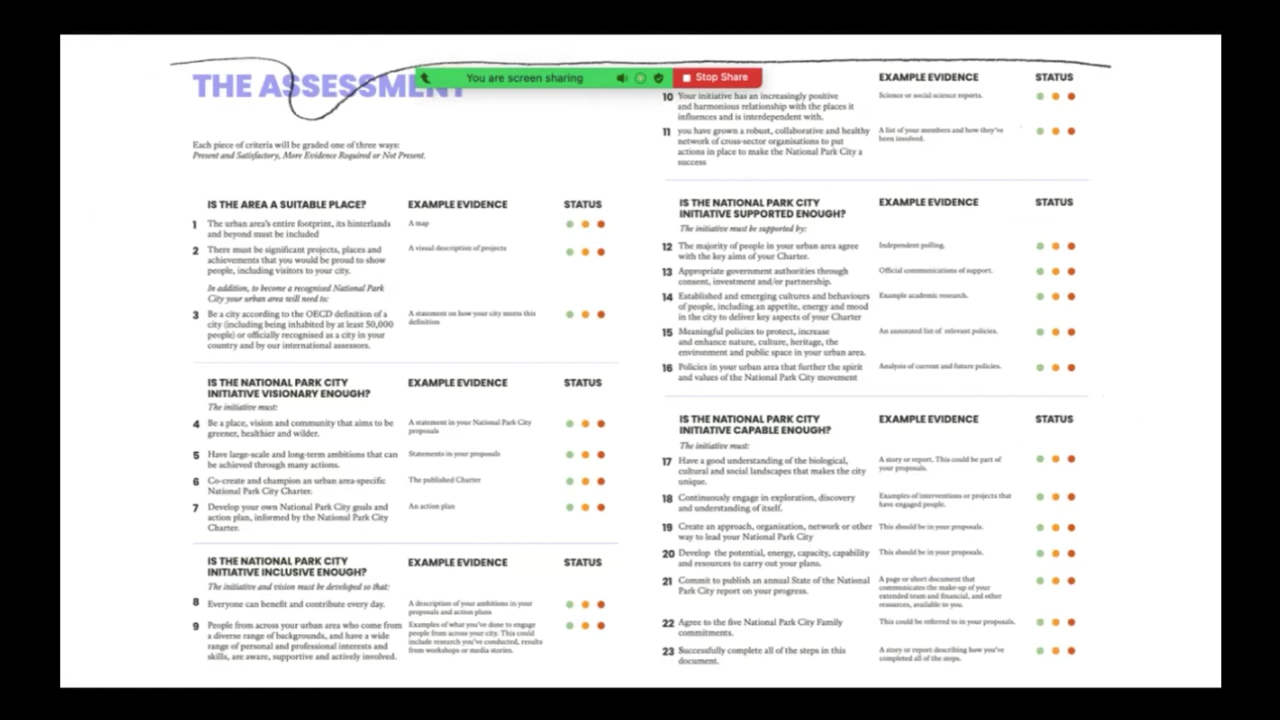 THE ASSESSMENT
You are screen sharing
Stop Share
Each piece of criteria will be graded one of three ways:
Present and Satisfactory, More Evidence Required or Not Present.
IS THE AREA A SUITABLE PLACE? EXAMPLE EVIDENCE STATUS
1 The urban area's entire footprint, its hinterlands A map
and beyond must be included
2 There must be significant projects, places and A visual description of projects
achievements that you would be proud to show
people, including visitors to your city.
In addition, to become a recognised National Park
City your urban area will need to:
3 Be a city according to the OECD definition of a A statement on how your city meets this
city (including being inhabited by at least 50,000 definition
people) or officially recognised as a city in your
country and by our international assessors.
IS THE NATIONAL PARK CITY EXAMPLE EVIDENCE STATUS
INITIATIVE VISIONARY ENOUGH?
The initiative must:
4 Be a place, vision and community that aims to be A statement in your National Park City
greener, healthier and wilder. proposals
5 Have large-scale and long-term ambitions that can Statements in your proposals
be achieved through many actions.
6 Co-create and champion an urban area-specific The published Charter
National Park City Charter.
7 Develop your own National Park City goals and An action plan
action plan, informed by the National Park City
Charter.
IS THE NATIONAL PARK CITY EXAMPLE EVIDENCE STATUS
INITIATIVE INCLUSIVE ENOUGH?
The initiative and vision must be developed so that:
8 Everyone can benefit and contribute every day. A description of your ambitions in your
proposals and action plans
9 People from across your urban area who come from Examples of what you've done to engage
a diverse range of backgrounds, and have a wide people from across your city. This could
range of personal and professional interests and include research you've conducted, results
skills, are aware, supportive and actively involved. from workshops or media stories.
EXAMPLE EVIDENCE STATUS
10 Your initiative has an increasingly positive Science or social science reports.
and harmonious relationship with the places it
influences and is interdependent with.
11 you have grown a robust, collaborative and healthy A list of your members and how they've
network of cross-sector organisations to put been involved.
actions in place to make the National Park City a
success
IS THE NATIONAL PARK CITY EXAMPLE EVIDENCE STATUS
INITIATIVE SUPPORTED ENOUGH?
The initiative must be supported by:
12 The majority of people in your urban area agree Independent polling.
with the key aims of your Charter.
13 Appropriate government authorities through Official communications of support.
consent, investment and/or partnership.
14 Established and emerging cultures and behaviours Example academic research.
of people, including an appetite, energy and mood
in the city to deliver key aspects of your Charter
15 Meaningful policies to protect, increase An annotated list of relevant policies.
and enhance nature, culture, heritage, the
environment and public space in your urban area.
16 Policies in your urban area that further the spirit Analysis of current and future policies.
and values of the National Park City movement
IS THE NATIONAL PARK CITY EXAMPLE EVIDENCE STATUS
INITIATIVE CAPABLE ENOUGH?
The initiative must:
17 Have a good understanding of the biological, A story or report. This could be part of
cultural and social landscapes that makes the city your proposals.
unique.
18 Continuously engage in exploration, discovery Examples of interventions or projects that
and understanding of itself. have engaged people.
19 Create an approach, organisation, network or other This should be in your proposals.
way to lead your National Park City
20 Develop the potential, energy, capacity, capability This should be in your proposals.
and resources to carry out your plans.
21 Commit to publish an annual State of the National A page or short document that
Park City report on your progress. communicates the make-up of your
extended team and financial, and other
resources, available to you.
22 Agree to the five National Park City Family This could be referred to in your proposals.
commitments.
23 Successfully complete all of the steps in this A story or report describing how you've
document. completed all of the steps.